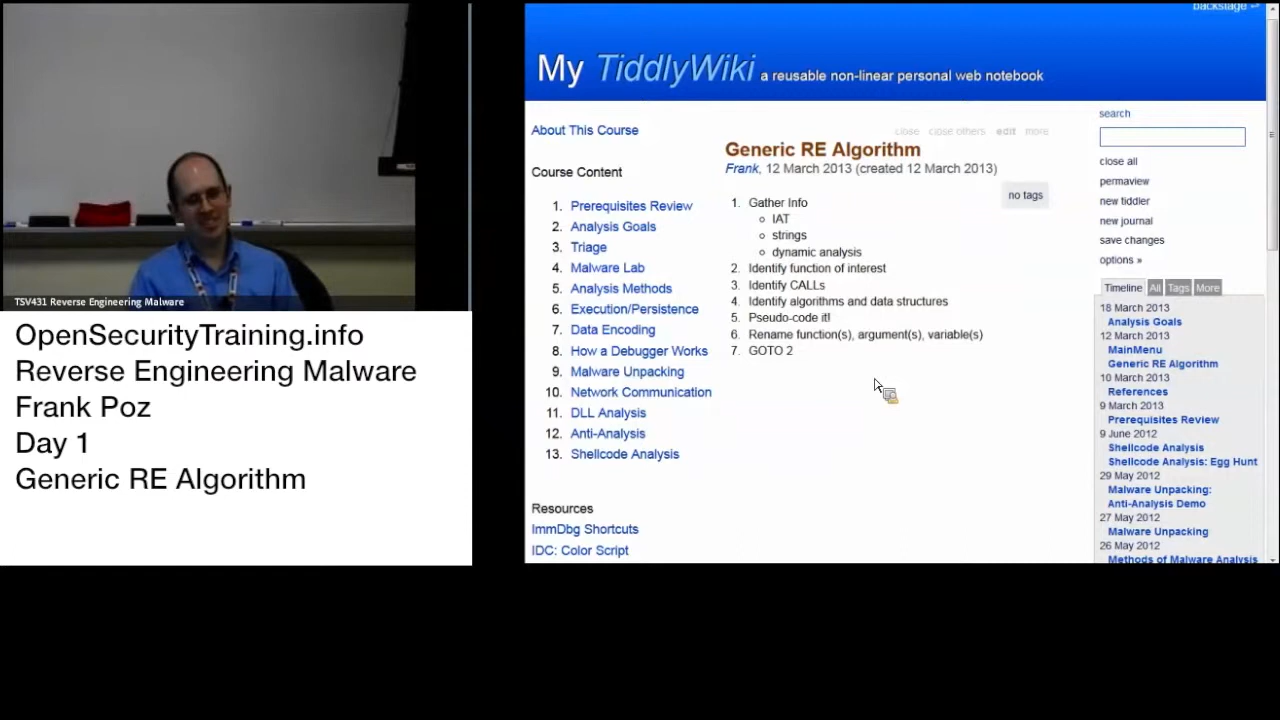 TSV431 Reverse Engineering Malware
OpenSecurityTraining.info
Reverse Engineering Malware
Frank Poz
Day 1
Generic RE Algorithm
backstage
My TiddlyWiki a reusable non-linear personal web notebook
About This Course
Course Content
1. Prerequisites Review
2. Analysis Goals
3. Triage
4. Malware Lab
5. Analysis Methods
6. Execution/Persistence
7. Data Encoding
8. How a Debugger Works
9. Malware Unpacking
10. Network Communication
11. DLL Analysis
12. Anti-Analysis
13. Shellcode Analysis
Resources
ImmDbg Shortcuts
IDC: Color Script
close close others edit more
Generic RE Algorithm
Frank, 12 March 2013 (created 12 March 2013)
no tags
1. Gather Info
IAT
strings
dynamic analysis
2. Identify function of interest
3. Identify CALLs
4. Identify algorithms and data structures
5. Pseudo-code it!
6. Rename function(s), argument(s), variable(s)
7. GOTO 2
search
close all
permaview
new tiddler
new journal
save changes
options »
Timeline All Tags More
18 March 2013
Analysis Goals
12 March 2013
MainMenu
Generic RE Algorithm
10 March 2013
References
9 March 2013
Prerequisites Review
9 June 2012
Shellcode Analysis
Shellcode Analysis: Egg Hunt
29 May 2012
Malware Unpacking:
Anti-Analysis Demo
27 May 2012
Malware Unpacking
26 May 2012
Methods of Malware Analysis